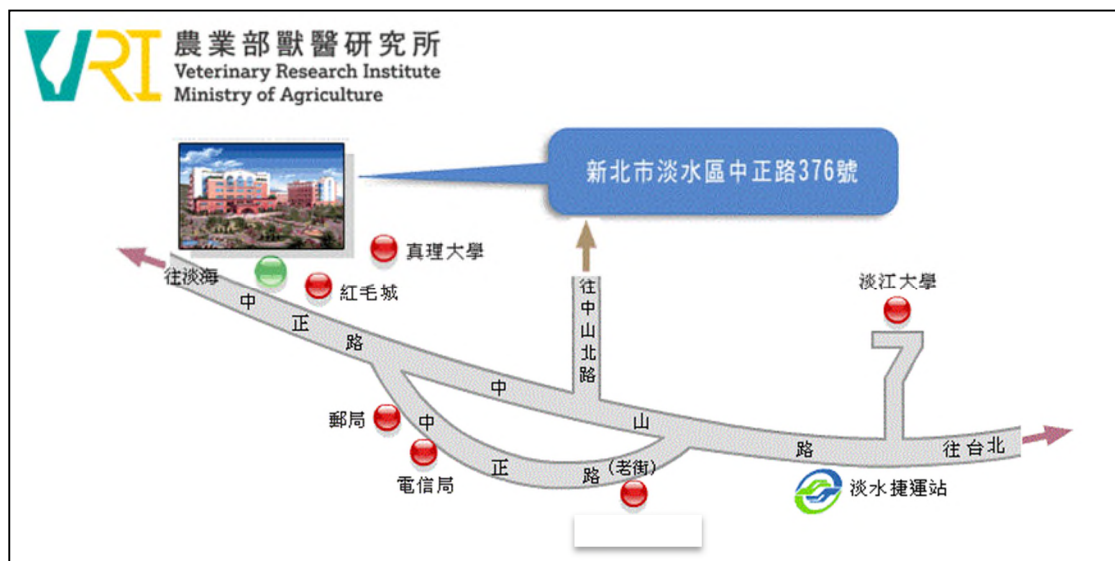 VRI 農業部獸醫研究所
Veterinary Research Institute
Ministry of Agriculture
新北市淡水區中正路376號
真理大學
往淡海
紅毛城
中正路
往中山北路
淡江大學
中山路
往台北
郵局
電信局
中正路(老街)
淡水捷運站